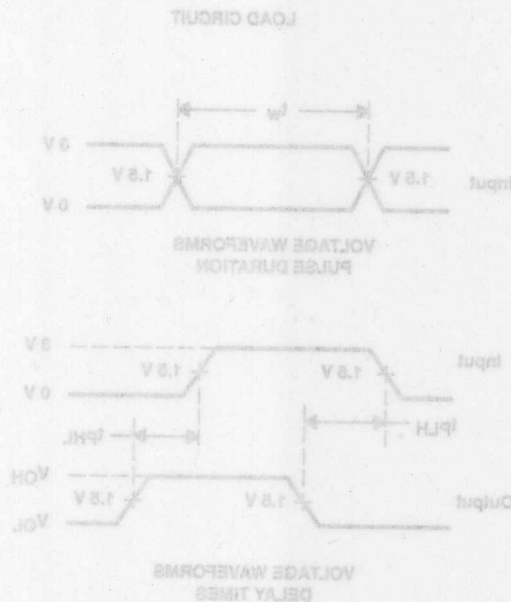 LOAD CIRCUIT
tw
3 V
1.5 V
1.5 V
Input
0 V
VOLTAGE WAVEFORMS
PULSE DURATION
3 V
Input
1.5 V
1.5 V
0 V
tPHL
tPLH
VOH
1.5 V
1.5 V
Output
VOL
VOLTAGE WAVEFORMS
DELAY TIMES